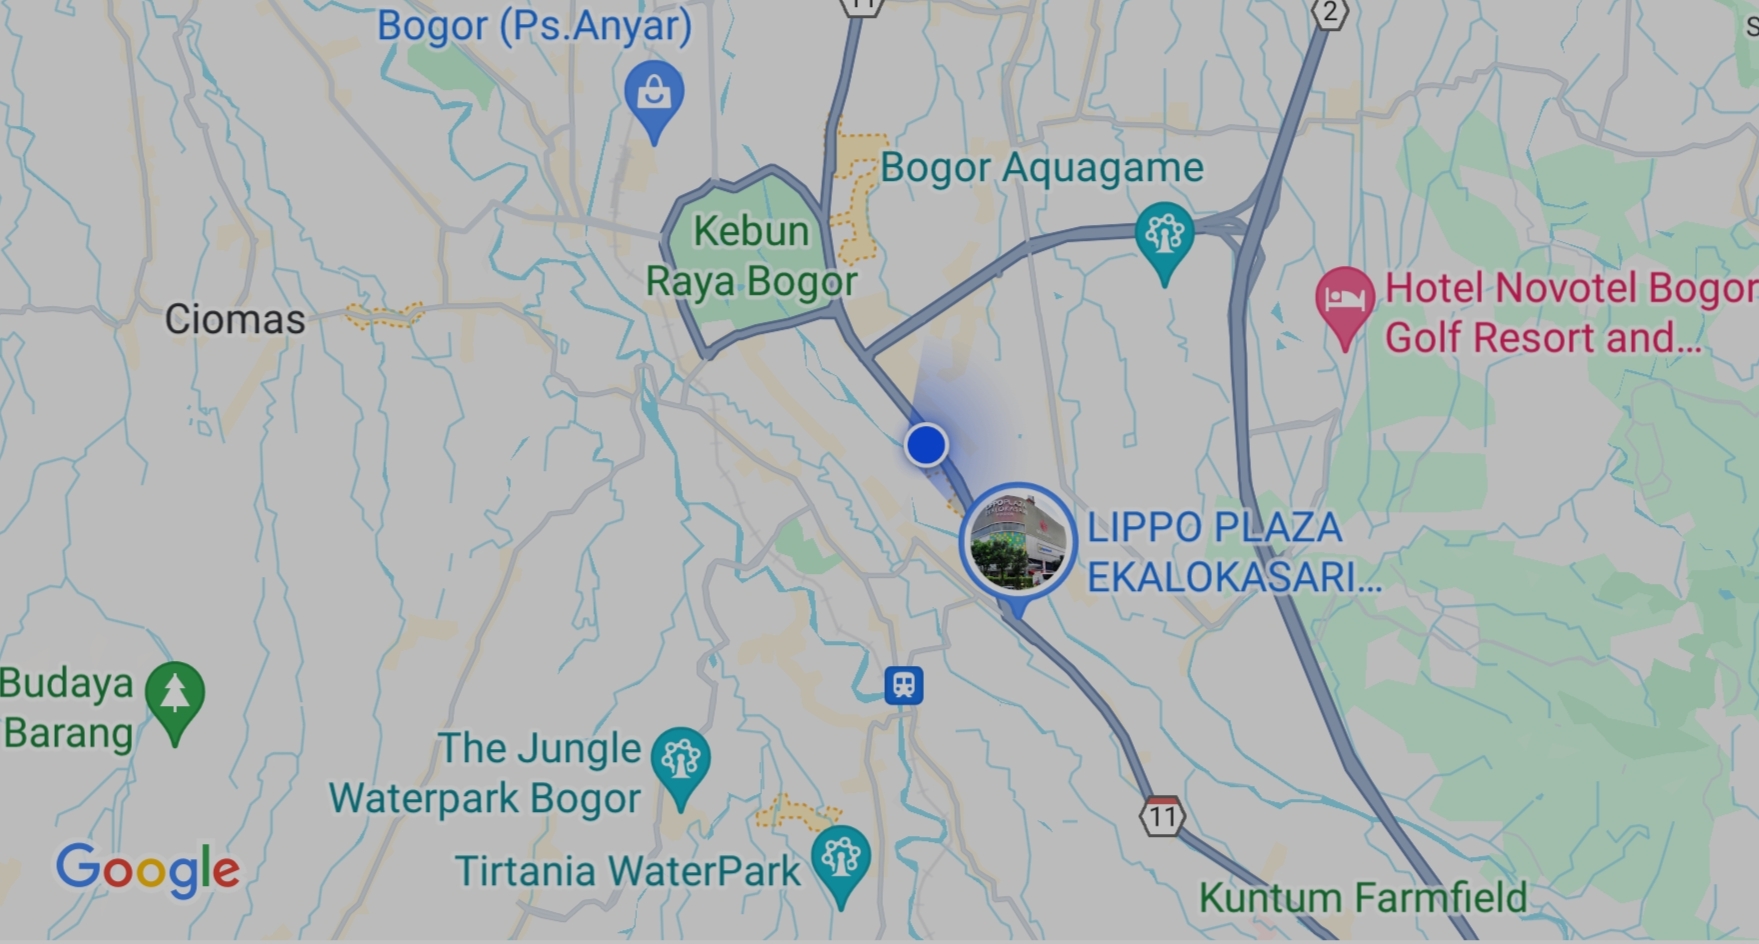 11
2
Bogor (Ps.Anyar)
Bogor Aquagame
Kebun
Raya Bogor
Hotel Novotel Bogor
Golf Resort and...
Ciomas
LIPPO PLAZA
EKALOKASARI...
Budaya
Barang
The Jungle
Waterpark Bogor
11
Tirtania WaterPark
Google
Kuntum Farmfield